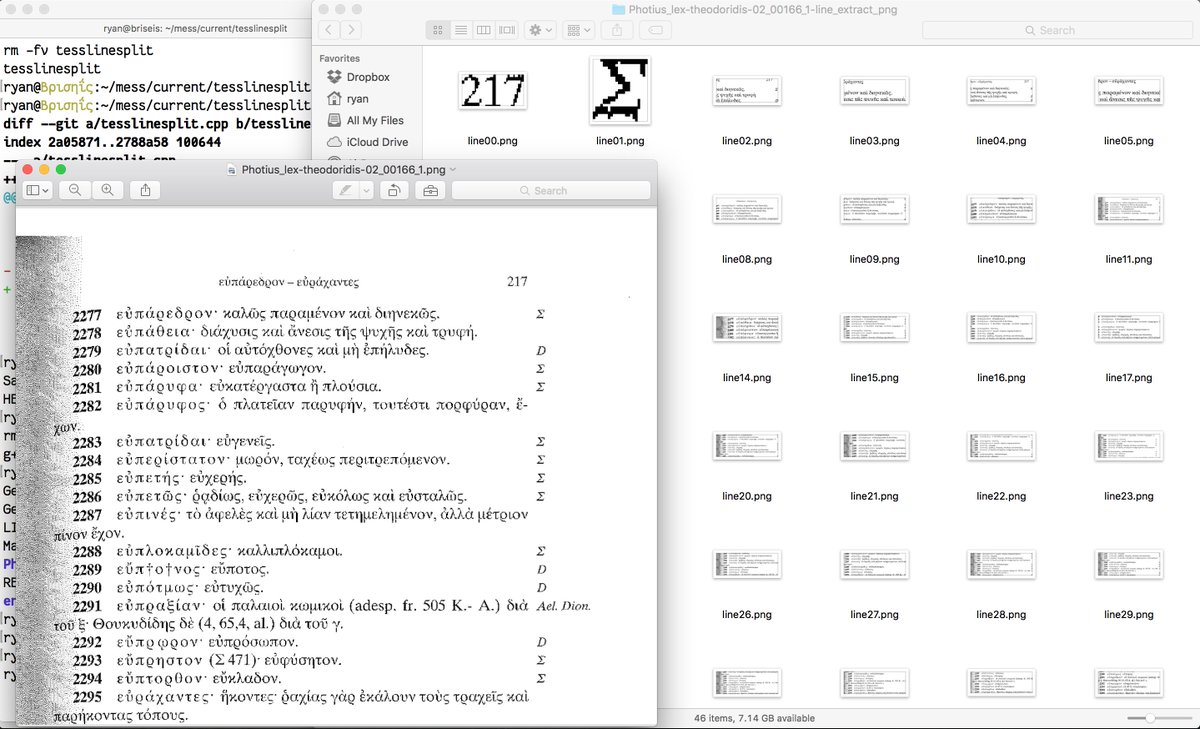 ryan@briseis: ~/mess/current/tesslinesplit
rm -fv tesslinesplit
tesslinesplit
ryan@Βρισηΐς:~/mess/current/tesslinesplit
ryan@Βρισηΐς:~/mess/current/tesslinesplit
diff --git a/tesslinesplit.cpp b/tessline
index 2a05871..2788a58 100644
Photius_lex-theodoridis-02_00166_1-line_extract_png
Search
Favorites
Dropbox
ryan
All My Files
iCloud Drive
217
Σ
line00.png
line01.png
line02.png
line03.png
line04.png
line05.png
line08.png
line09.png
line10.png
line11.png
line14.png
line15.png
line16.png
line17.png
line20.png
line21.png
line22.png
line23.png
line26.png
line27.png
line28.png
line29.png
46 items, 7.14 GB available
Photius_lex-theodoridis-02_00166_1.png
Search
εὐπάρεδρον – εὐράχαντες 217
2277 εὐπάρεδρον· καλῶς παραμένον καὶ διηνεκῶς. Σ
2278 εὐπάθεια· διάχυσις καὶ ἄνεσις τῆς ψυχῆς καὶ τρυφή.
2279 εὐπατρίδαι· οἱ αὐτόχθονες καὶ μὴ ἐπήλυδες. D
2280 εὐπάροιστον· εὐπαράγωγον. Σ
2281 εὐπάρυφα· εὐκατέργαστα ἢ πλούσια. Σ
2282 εὐπάρυφος· ὁ πλατεῖαν παρυφήν, τουτέστι πορφύραν, ἔ-
χων.
2283 εὐπατρίδαι· εὐγενεῖς. Σ
2284 εὐπερίστατον· μωρόν, ταχέως περιτρεπόμενον. Σ
2285 εὐπετής· εὐχερής. Σ
2286 εὐπετῶς· ῥᾳδίως, εὐχερῶς, εὐκόλως καὶ εὐσταλῶς. Σ
2287 εὐπινές· τὸ ἀφελὲς καὶ μὴ λίαν τετημελημένον, ἀλλὰ μέτριον
πίνον ἔχον.
2288 εὐπλοκαμῖδες· καλλιπλόκαμοι. Σ
2289 εὔπηνος· εὔποτος. D
2290 εὐπότμως· εὐτυχῶς. D
2291 εὐπραξίαν· οἱ παλαιοὶ κωμικοὶ (adesp. fr. 505 K.- A.) διὰ Ael. Dion.
τοῦ ξ· Θουκυδίδης δὲ (4, 65,4, al.) διὰ τοῦ γ.
2292 εὔπρῳρον· εὐπρόσωπον. D
2293 εὔπρηστον (Σ 471)· εὐφύσητον. Σ
2294 εὔπτορθον· εὔκλαδον. Σ
2295 εὐράχαντες· ἥκοντες· ῥάχας γὰρ ἐκάλουν τοὺς τραχεῖς καὶ
παρήκοντας τόπους.